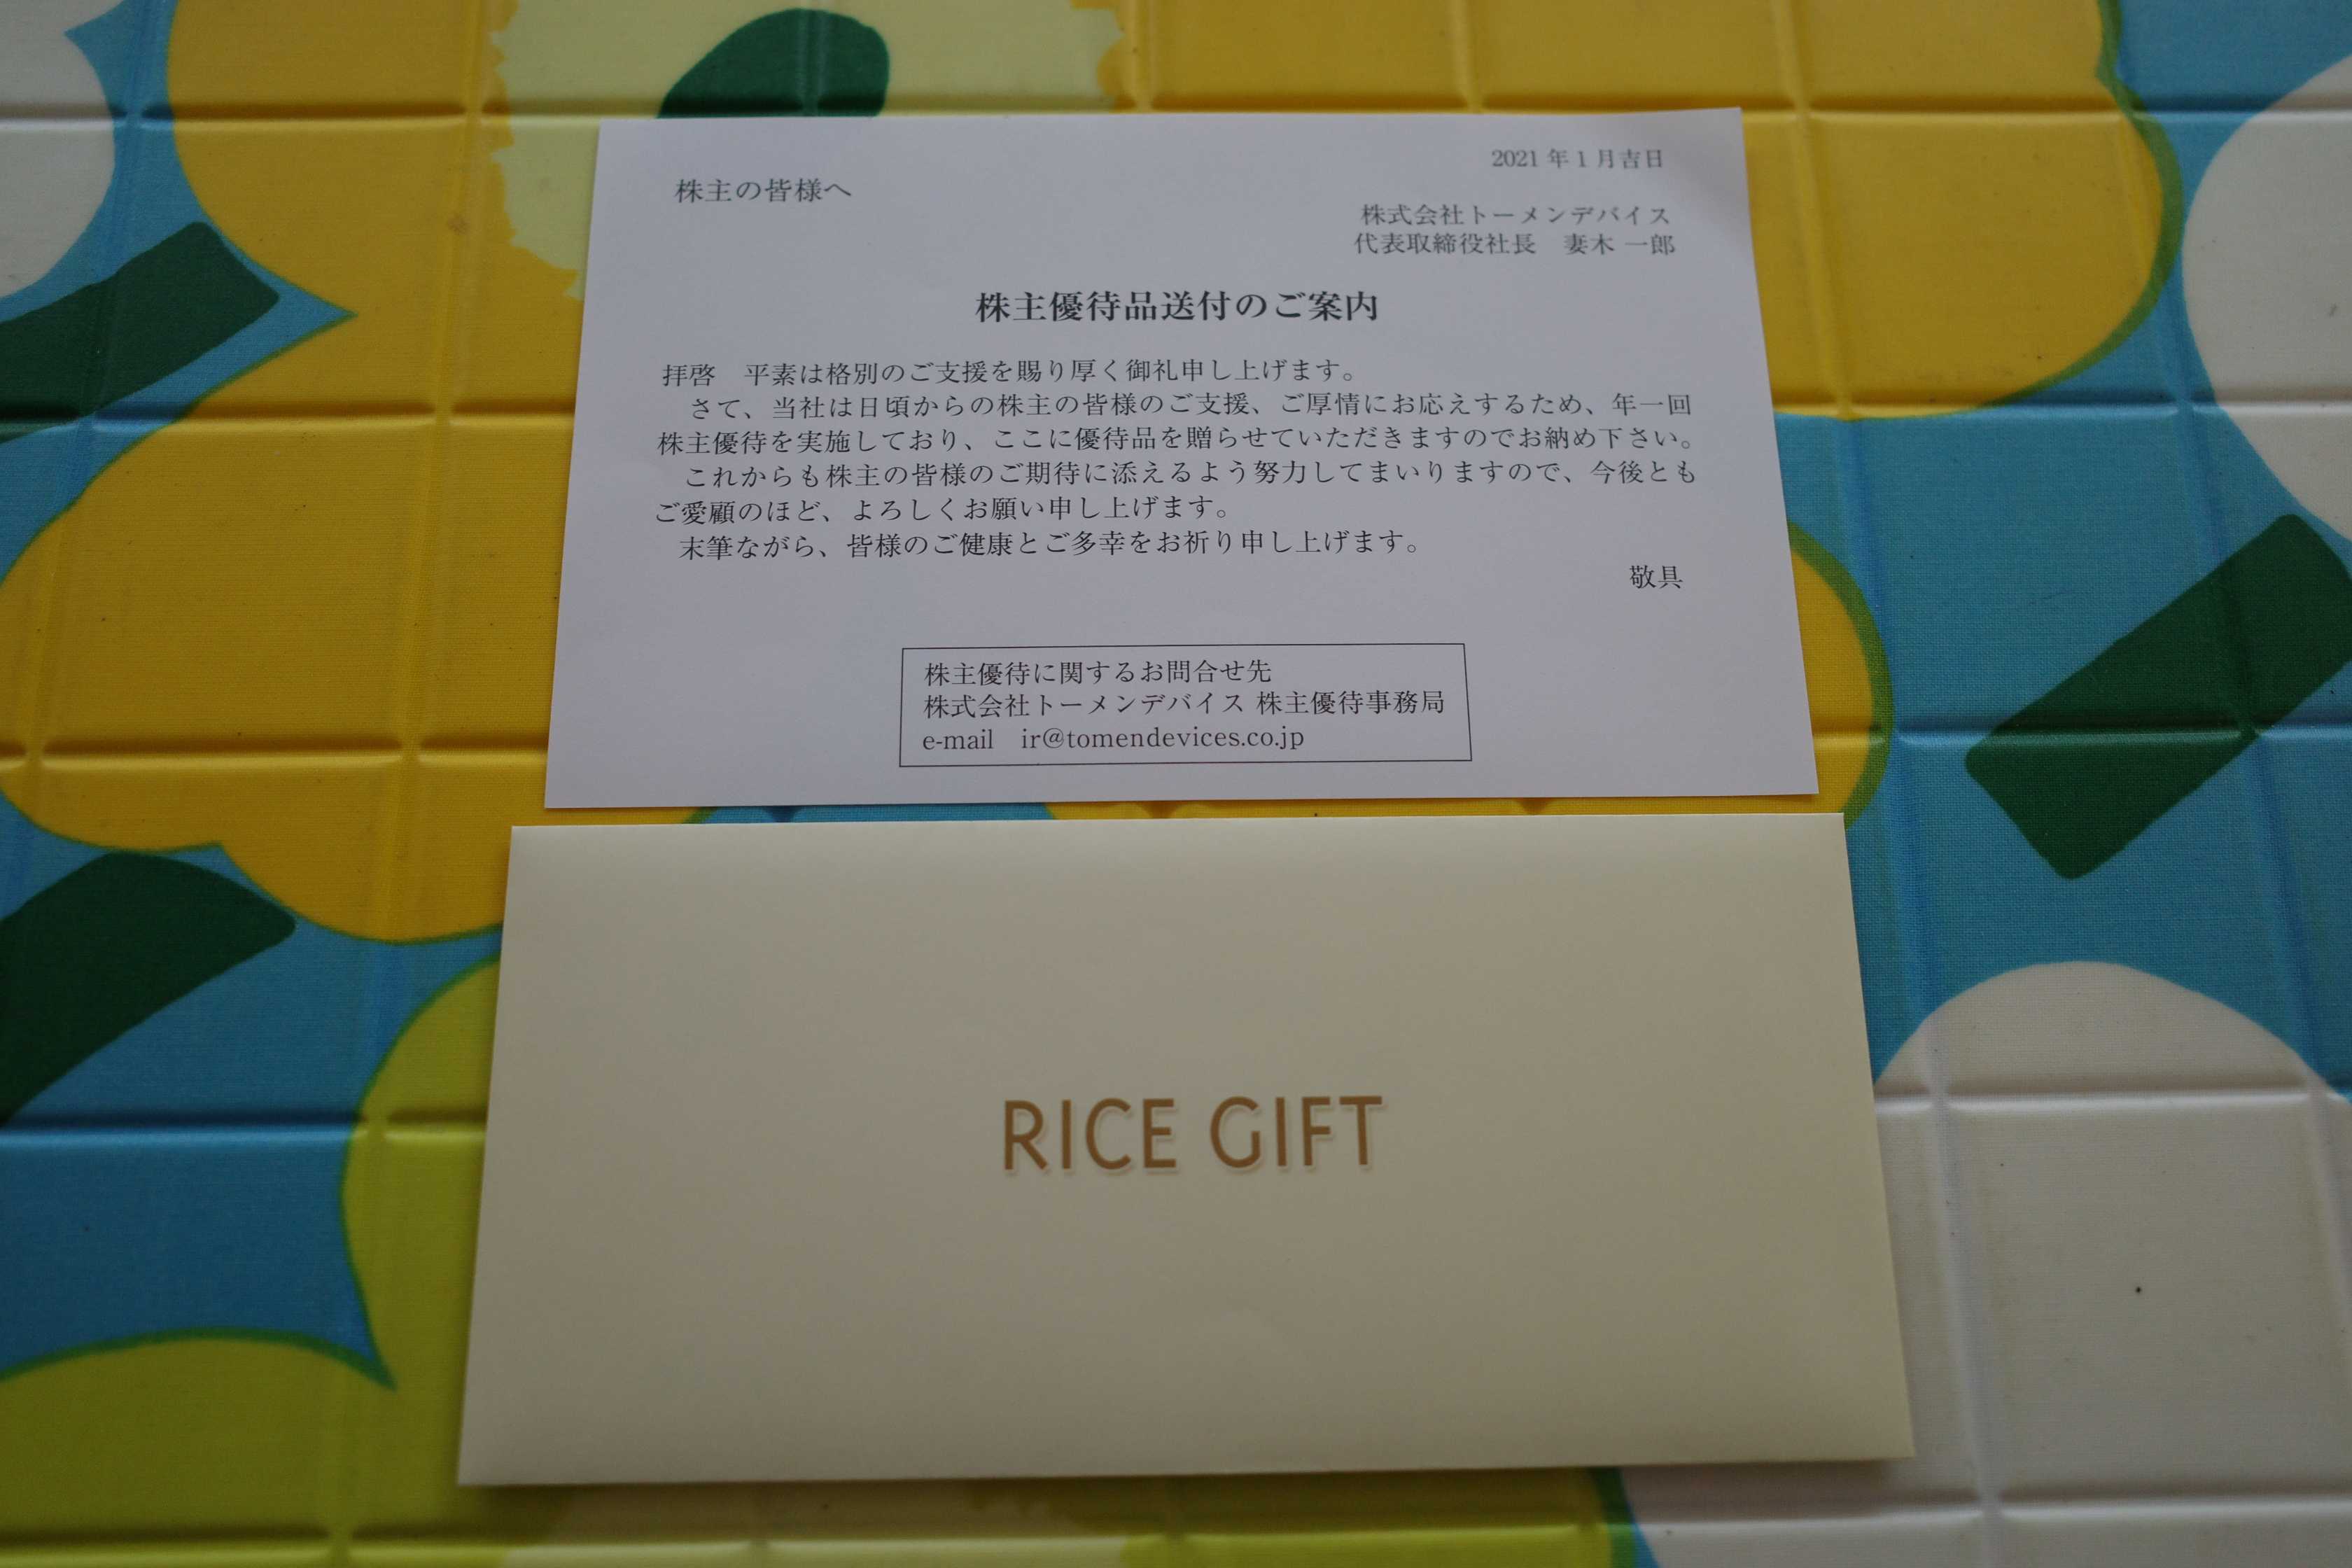 2021 年 1 月吉日
株主の皆様へ
株式会社トーメンデバイス
代表取締役社長　妻木 一郎
株主優待品送付のご案内
拝啓　平素は格別のご支援を賜り厚く御礼申し上げます。
さて、当社は日頃からの株主の皆様のご支援、ご厚情にお応えするため、年一回
株主優待を実施しており、ここに優待品を贈らせていただきますのでお納め下さい。
これからも株主の皆様のご期待に添えるよう努力してまいりますので、今後とも
ご愛顧のほど、よろしくお願い申し上げます。
末筆ながら、皆様のご健康とご多幸をお祈り申し上げます。
敬具
株主優待に関するお問合せ先
株式会社トーメンデバイス 株主優待事務局
e-mail　ir@tomendevices.co.jp
RICE GIFT